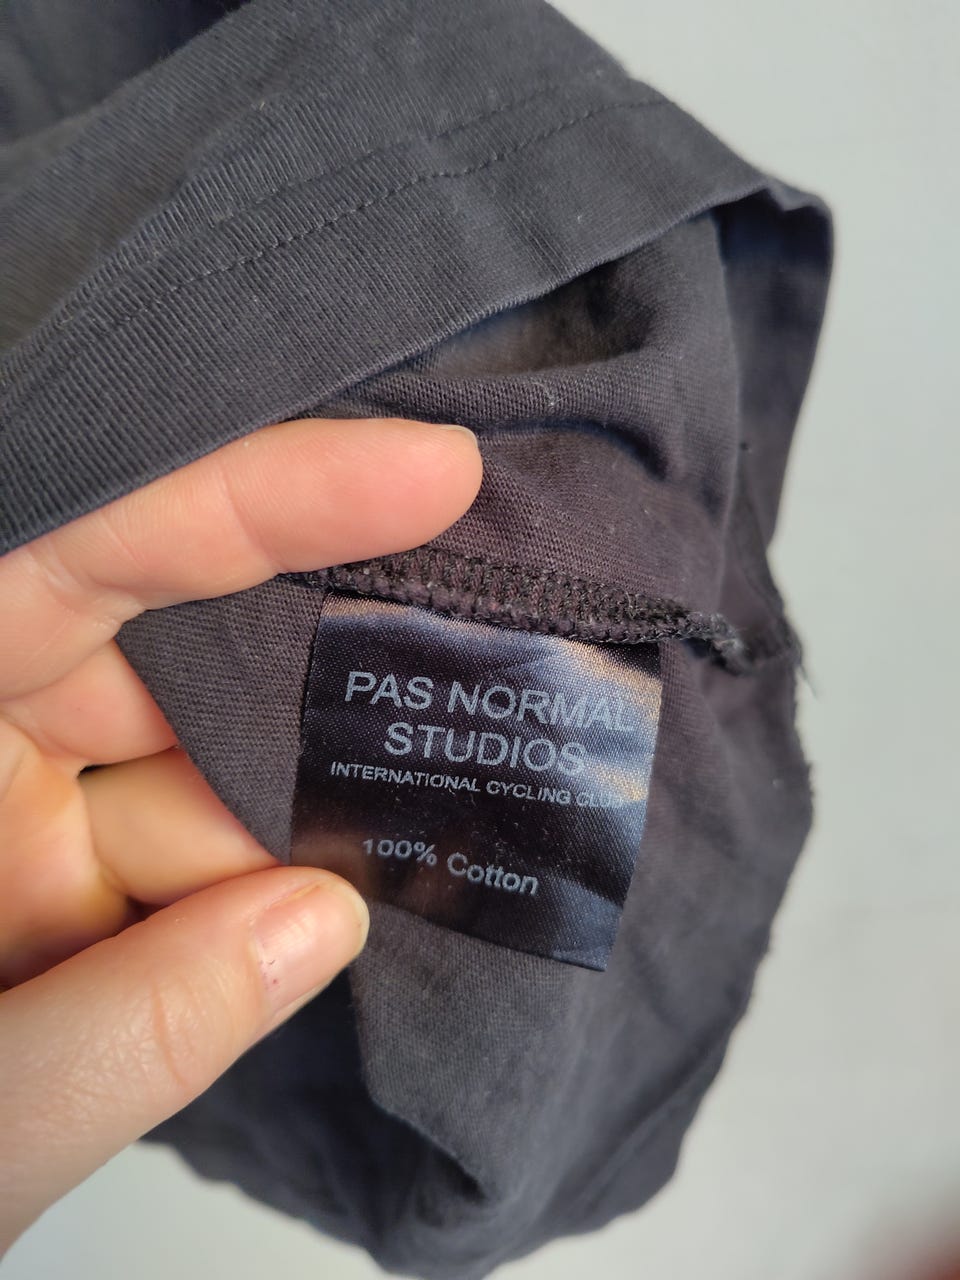 PAS NORMAL
STUDIOS
INTERNATIONAL CYCLING CLUB
100% Cotton